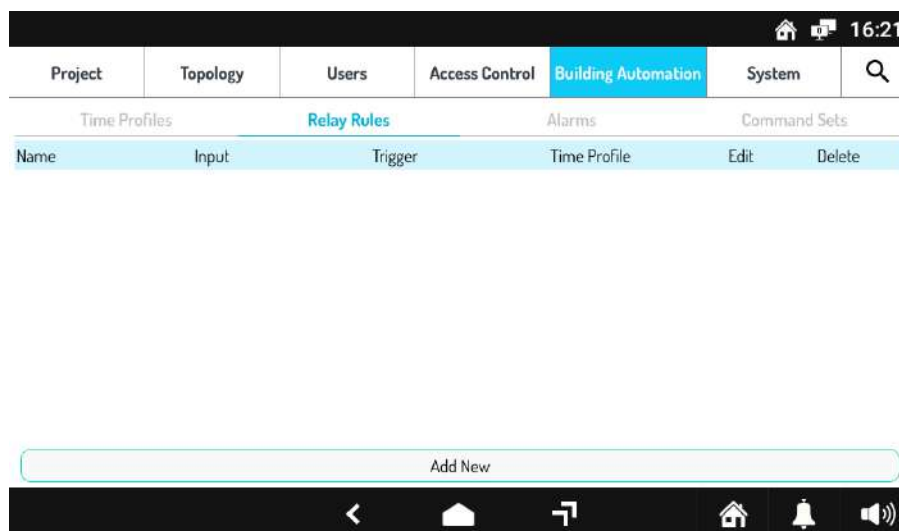 16:21
Project Topology Users Access Control Building Automation System
Time Profiles Relay Rules Alarms Command Sets
Name Input Trigger Time Profile Edit Delete
Add New